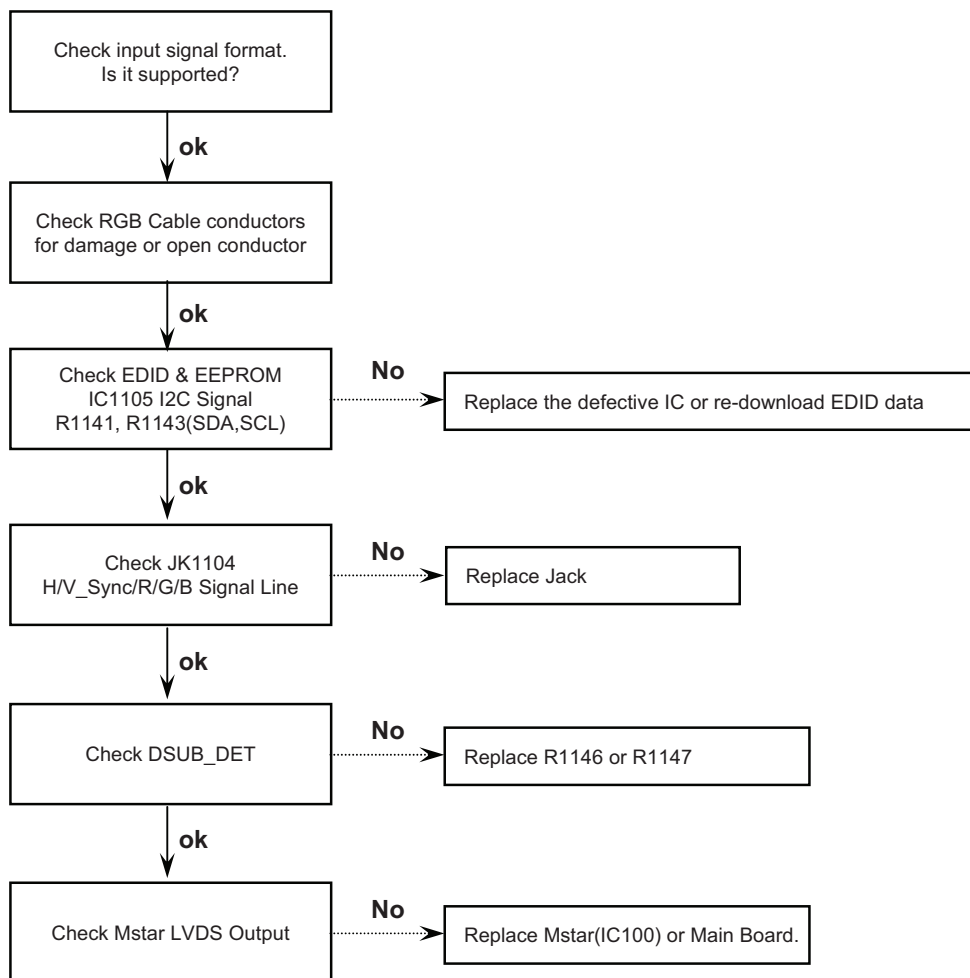 Check input signal format.
Is it supported?
ok
Check RGB Cable conductors
for damage or open conductor
ok
Check EDID & EEPROM
IC1105 I2C Signal
R1141, R1143(SDA,SCL)
No
Replace the defective IC or re-download EDID data
ok
Check JK1104
H/V_Sync/R/G/B Signal Line
No
Replace Jack
ok
Check DSUB_DET
No
Replace R1146 or R1147
ok
Check Mstar LVDS Output
No
Replace Mstar(IC100) or Main Board.